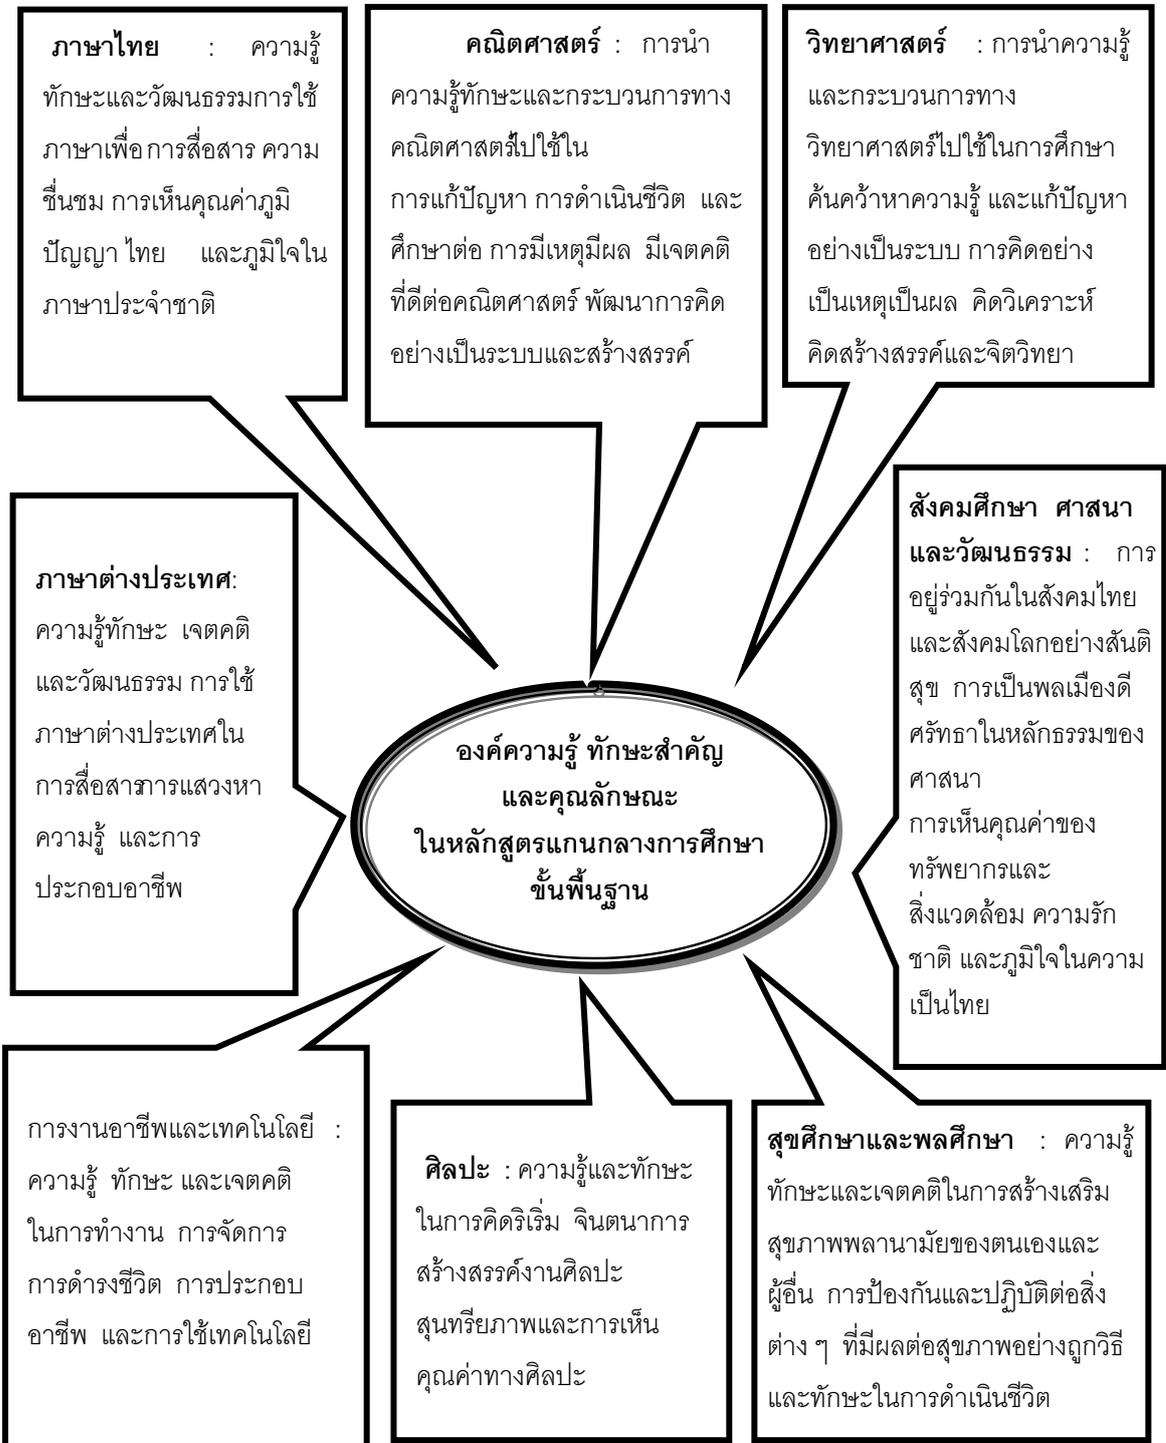 ภาษาไทย : ความรู้
ทักษะและวัฒนธรรมการใช้
ภาษาเพื่อ การสื่อสาร ความ
ชื่นชม การเห็นคุณค่าภูมิ
ปัญญา ไทย และภูมิใจใน
ภาษาประจำชาติ
คณิตศาสตร์ : การนำ
ความรู้ทักษะและกระบวนการทาง
คณิตศาสตร์ไปใช้ใน
การแก้ปัญหา การดำเนินชีวิต และ
ศึกษาต่อ การมีเหตุมีผล มีเจตคติ
ที่ดีต่อคณิตศาสตร์ พัฒนาการคิด
อย่างเป็นระบบและสร้างสรรค์
วิทยาศาสตร์ : การนำความรู้
และกระบวนการทาง
วิทยาศาสตร์ไปใช้ในการศึกษา
ค้นคว้าหาความรู้ และแก้ปัญหา
อย่างเป็นระบบ การคิดอย่าง
เป็นเหตุเป็นผล คิดวิเคราะห์
คิดสร้างสรรค์และจิตวิทยา
ภาษาต่างประเทศ:
ความรู้ทักษะ เจตคติ
และวัฒนธรรม การใช้
ภาษาต่างประเทศใน
การสื่อสารการแสวงหา
ความรู้ และการ
ประกอบอาชีพ
องค์ความรู้ ทักษะสำคัญ
และคุณลักษณะ
ในหลักสูตรแกนกลางการศึกษา
ขั้นพื้นฐาน
สังคมศึกษา ศาสนา
และวัฒนธรรม : การ
อยู่ร่วมกันในสังคมไทย
และสังคมโลกอย่างสันติ
สุข การเป็นพลเมืองดี
ศรัทธาในหลักธรรมของ
ศาสนา
การเห็นคุณค่าของ
ทรัพยากรและ
สิ่งแวดล้อม ความรัก
ชาติ และภูมิใจในความ
เป็นไทย
การงานอาชีพและเทคโนโลยี :
ความรู้ ทักษะ และเจตคติ
ในการทำงาน การจัดการ
การดำรงชีวิต การประกอบ
อาชีพ และการใช้เทคโนโลยี
ศิลปะ : ความรู้และทักษะ
ในการคิดริเริ่ม จินตนาการ
สร้างสรรค์งานศิลปะ
สุนทรียภาพและการเห็น
คุณค่าทางศิลปะ
สุขศึกษาและพลศึกษา : ความรู้
ทักษะและเจตคติในการสร้างเสริม
สุขภาพพลานามัยของตนเองและ
ผู้อื่น การป้องกันและปฏิบัติต่อสิ่ง
ต่าง ๆ ที่มีผลต่อสุขภาพอย่างถูกวิธี
และทักษะในการดำเนินชีวิต